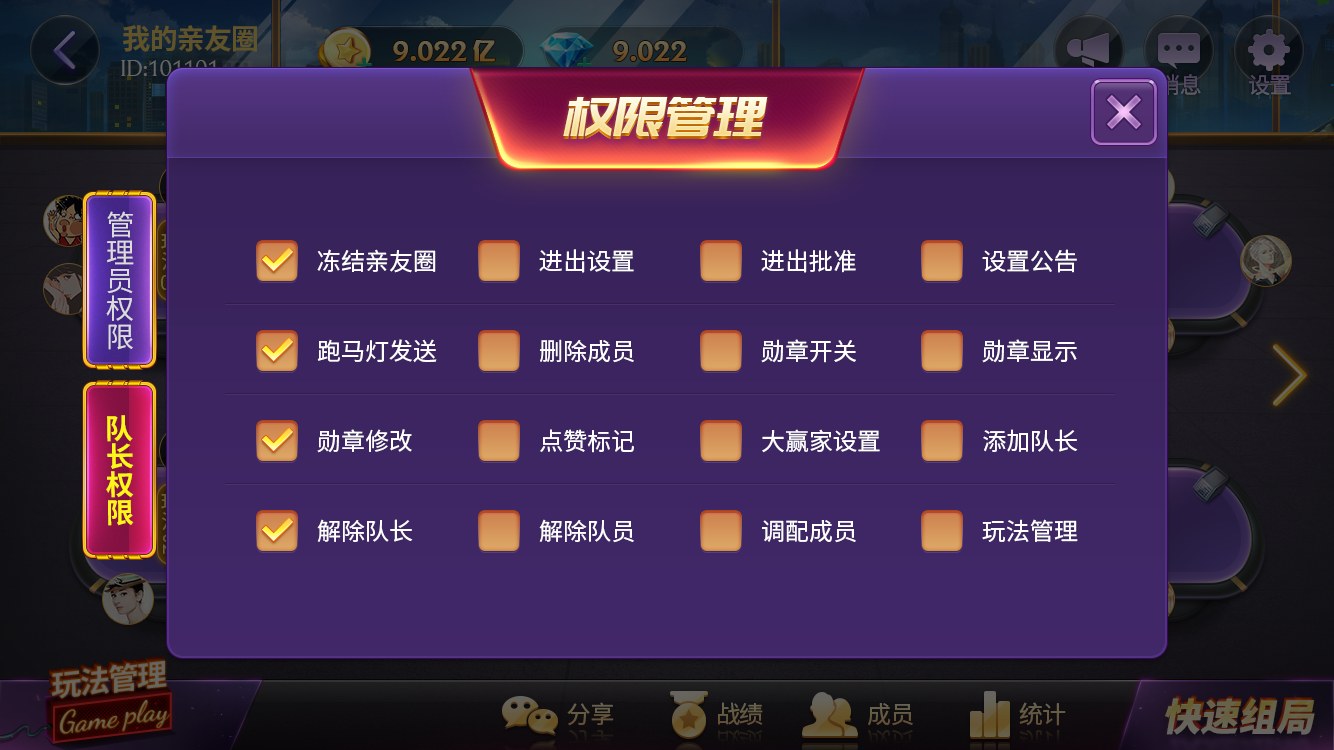 我的亲友圈
9.022亿
9.022
ID:101101
消息
设置
权限管理
管理员权限
队长权限
冻结亲友圈
进出设置
进出批准
设置公告
跑马灯发送
删除成员
勋章开关
勋章显示
勋章修改
点赞标记
大赢家设置
添加队长
解除队长
解除队员
调配成员
玩法管理
玩法管理
Game play
分享
战绩
成员
统计
快速组局